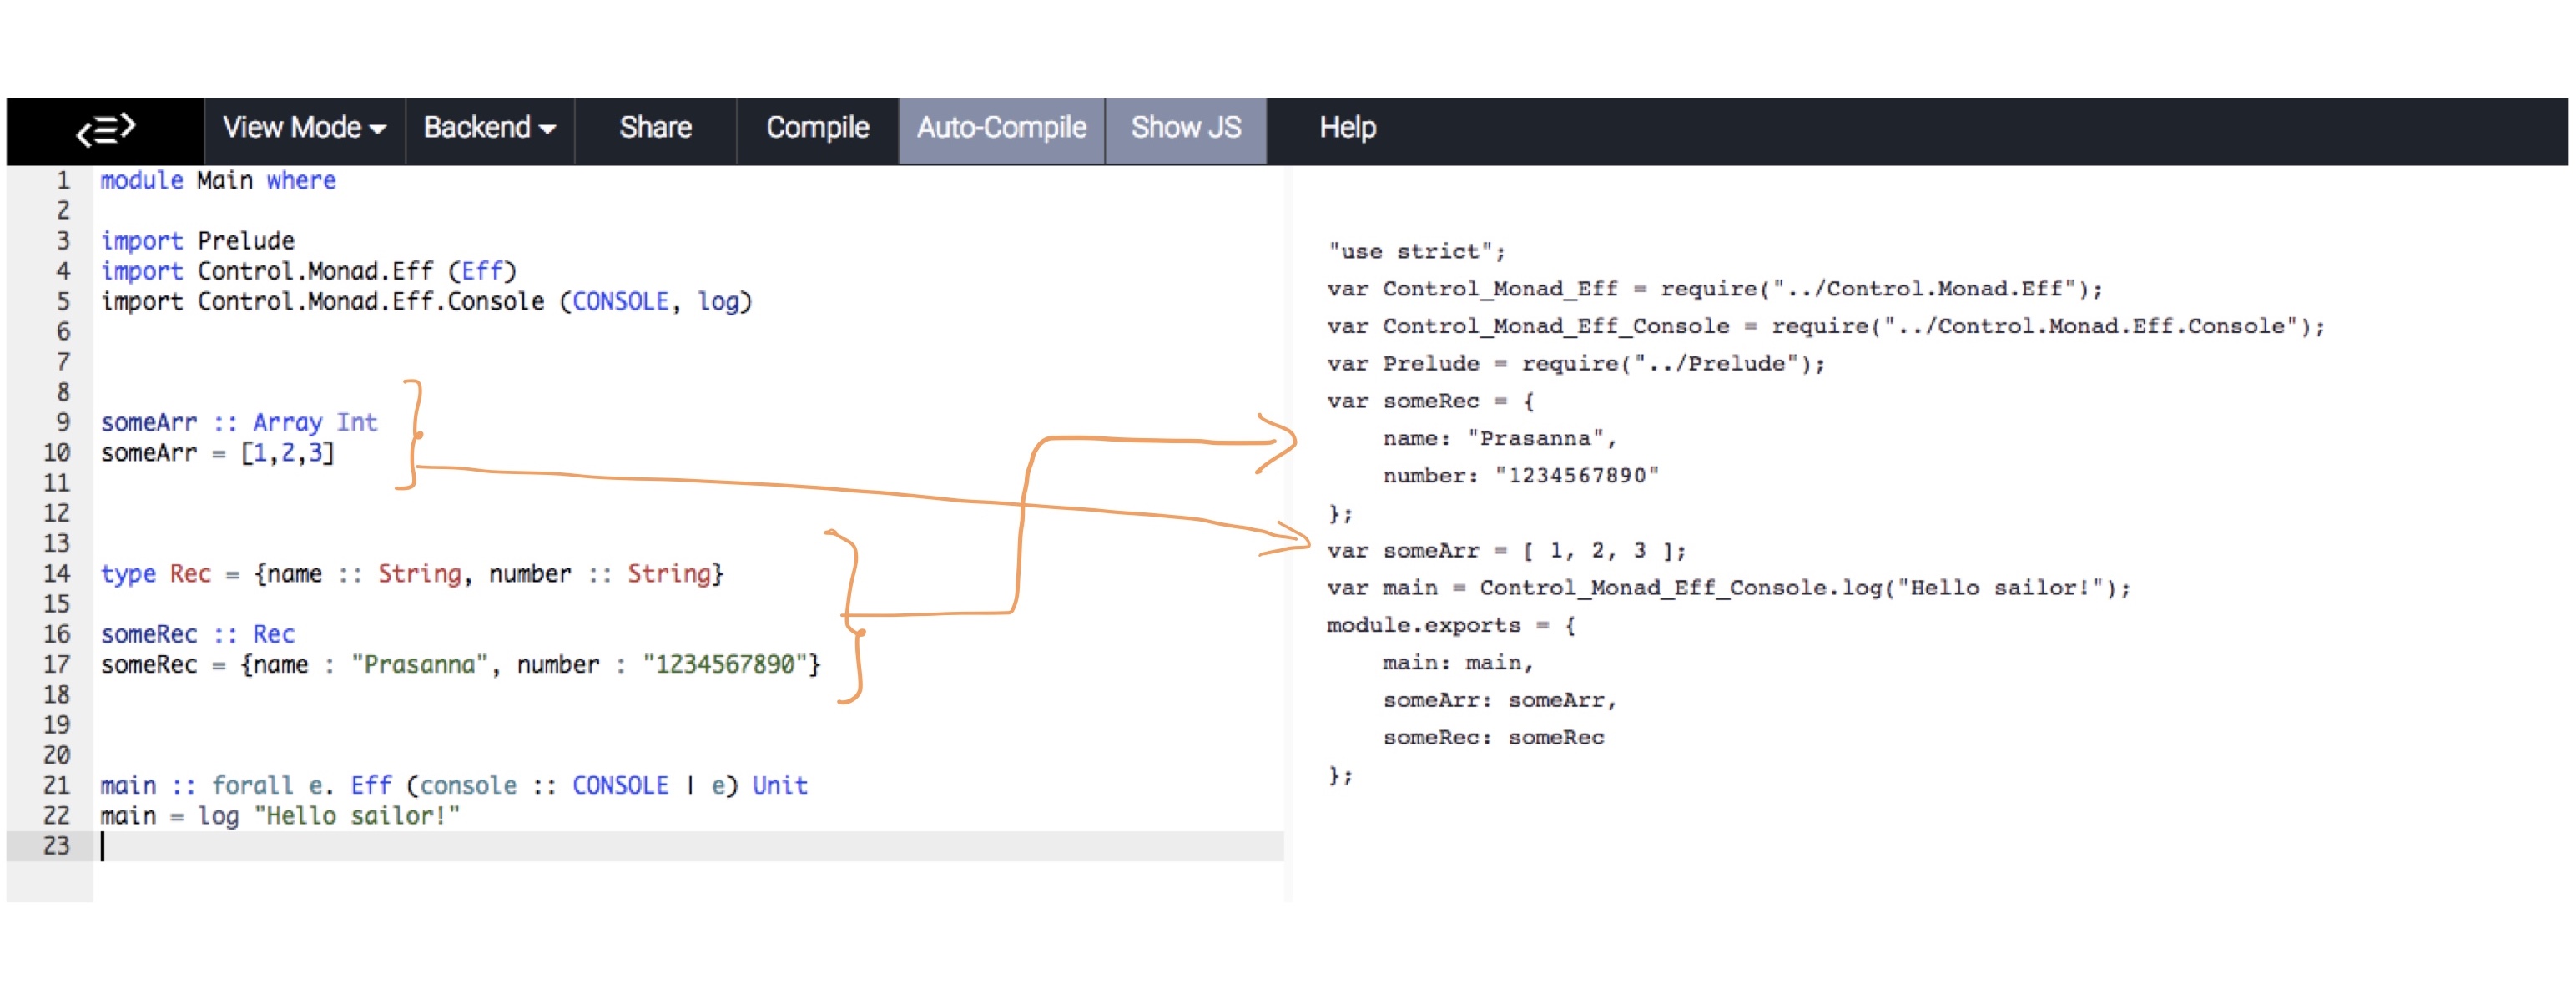 View Mode Backend Share Compile Auto-Compile Show JS Help
1 module Main where
2
3 import Prelude
4 import Control.Monad.Eff (Eff)
5 import Control.Monad.Eff.Console (CONSOLE, log)
6
7
8
9 someArr :: Array Int
10 someArr = [1,2,3]
11
12
13
14 type Rec = {name :: String, number :: String}
15
16 someRec :: Rec
17 someRec = {name : "Prasanna", number : "1234567890"}
18
19
20
21 main :: forall e. Eff (console :: CONSOLE | e) Unit
22 main = log "Hello sailor!"
23
"use strict";
var Control_Monad_Eff = require("../Control.Monad.Eff");
var Control_Monad_Eff_Console = require("../Control.Monad.Eff.Console");
var Prelude = require("../Prelude");
var someRec = {
    name: "Prasanna",
    number: "1234567890"
};
var someArr = [ 1, 2, 3 ];
var main = Control_Monad_Eff_Console.log("Hello sailor!");
module.exports = {
    main: main,
    someArr: someArr,
    someRec: someRec
};